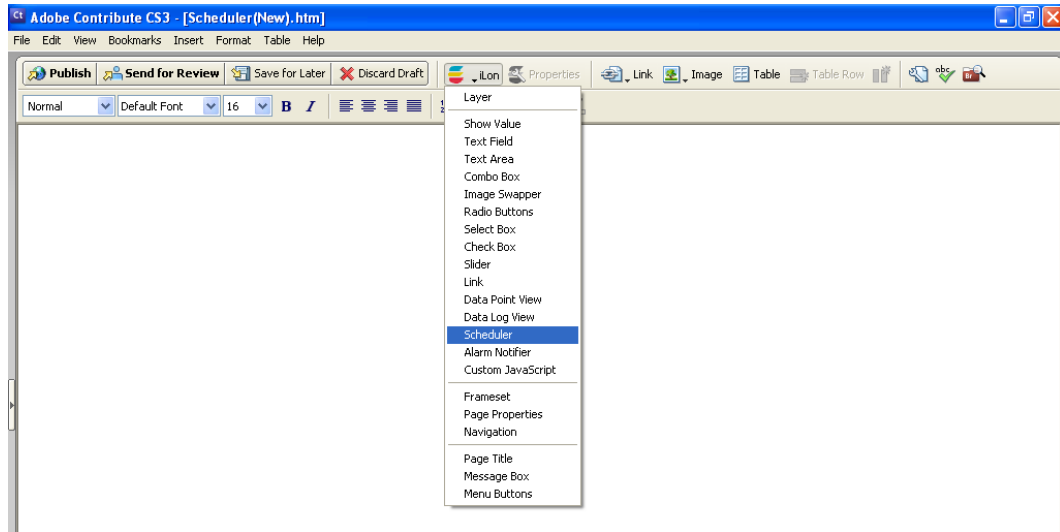 Ct Adobe Contribute CS3 - [Scheduler(New).htm]
File Edit View Bookmarks Insert Format Table Help
Publish Send for Review Save for Later Discard Draft iLon Properties Link Image Table Table Row abc Br
Normal Default Font 16 B I
Layer
Show Value
Text Field
Text Area
Combo Box
Image Swapper
Radio Buttons
Select Box
Check Box
Slider
Link
Data Point View
Data Log View
Scheduler
Alarm Notifier
Custom JavaScript
Frameset
Page Properties
Navigation
Page Title
Message Box
Menu Buttons